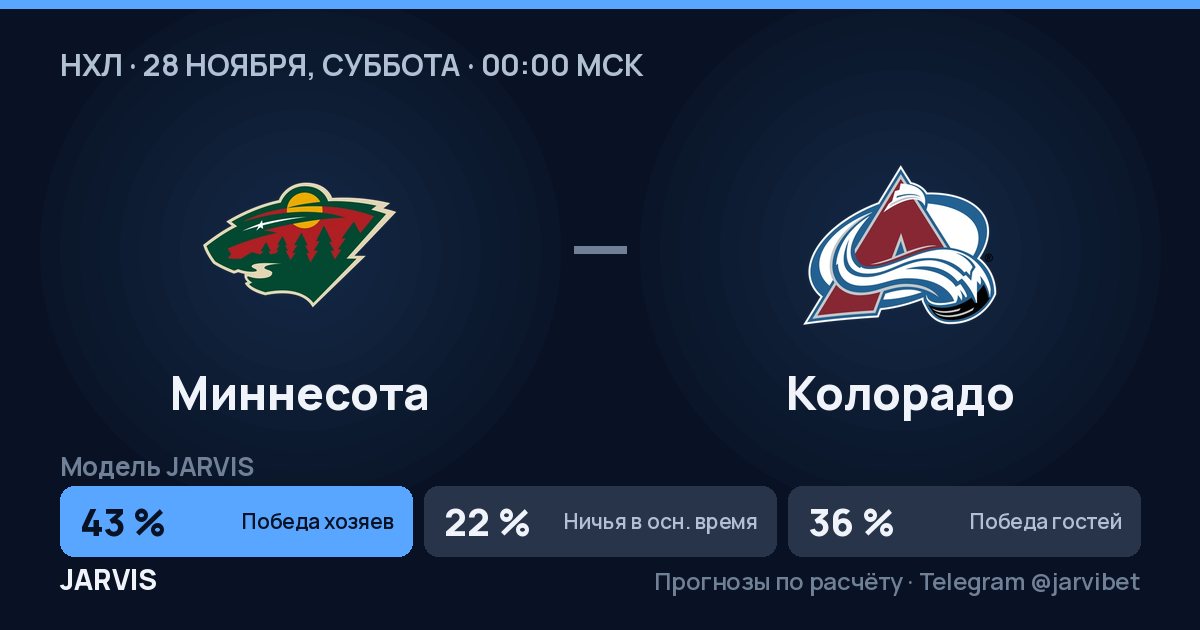 НХЛ · 28 НОЯБРЯ, СУББОТА · 00:00 МСК
Миннесота
Колорадо
Модель JARVIS
43 % Победа хозяев
22 % Ничья в осн. время
36 % Победа гостей
JARVIS
Прогнозы по расчёту · Telegram @jarvibet